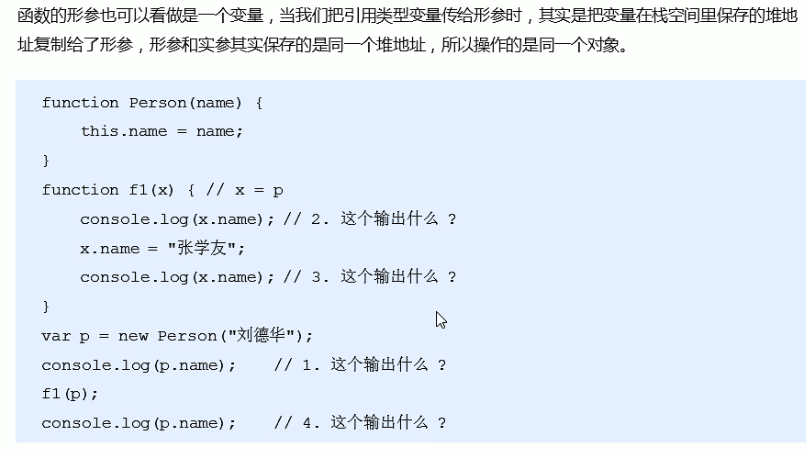 函数的形参也可以看做是一个变量，当我们把引用类型变量传给形参时，其实是把变量在栈空间里保存的堆地
址复制给了形参，形参和实参其实保存的是同一个堆地址，所以操作的是同一个对象。
function Person(name) {
    this.name = name;
}
function f1(x) { // x = p
    console.log(x.name); // 2. 这个输出什么 ?
    x.name = "张学友";
    console.log(x.name); // 3. 这个输出什么 ?
}
var p = new Person("刘德华");
console.log(p.name);    // 1. 这个输出什么 ?
f1(p);
console.log(p.name);    // 4. 这个输出什么 ?